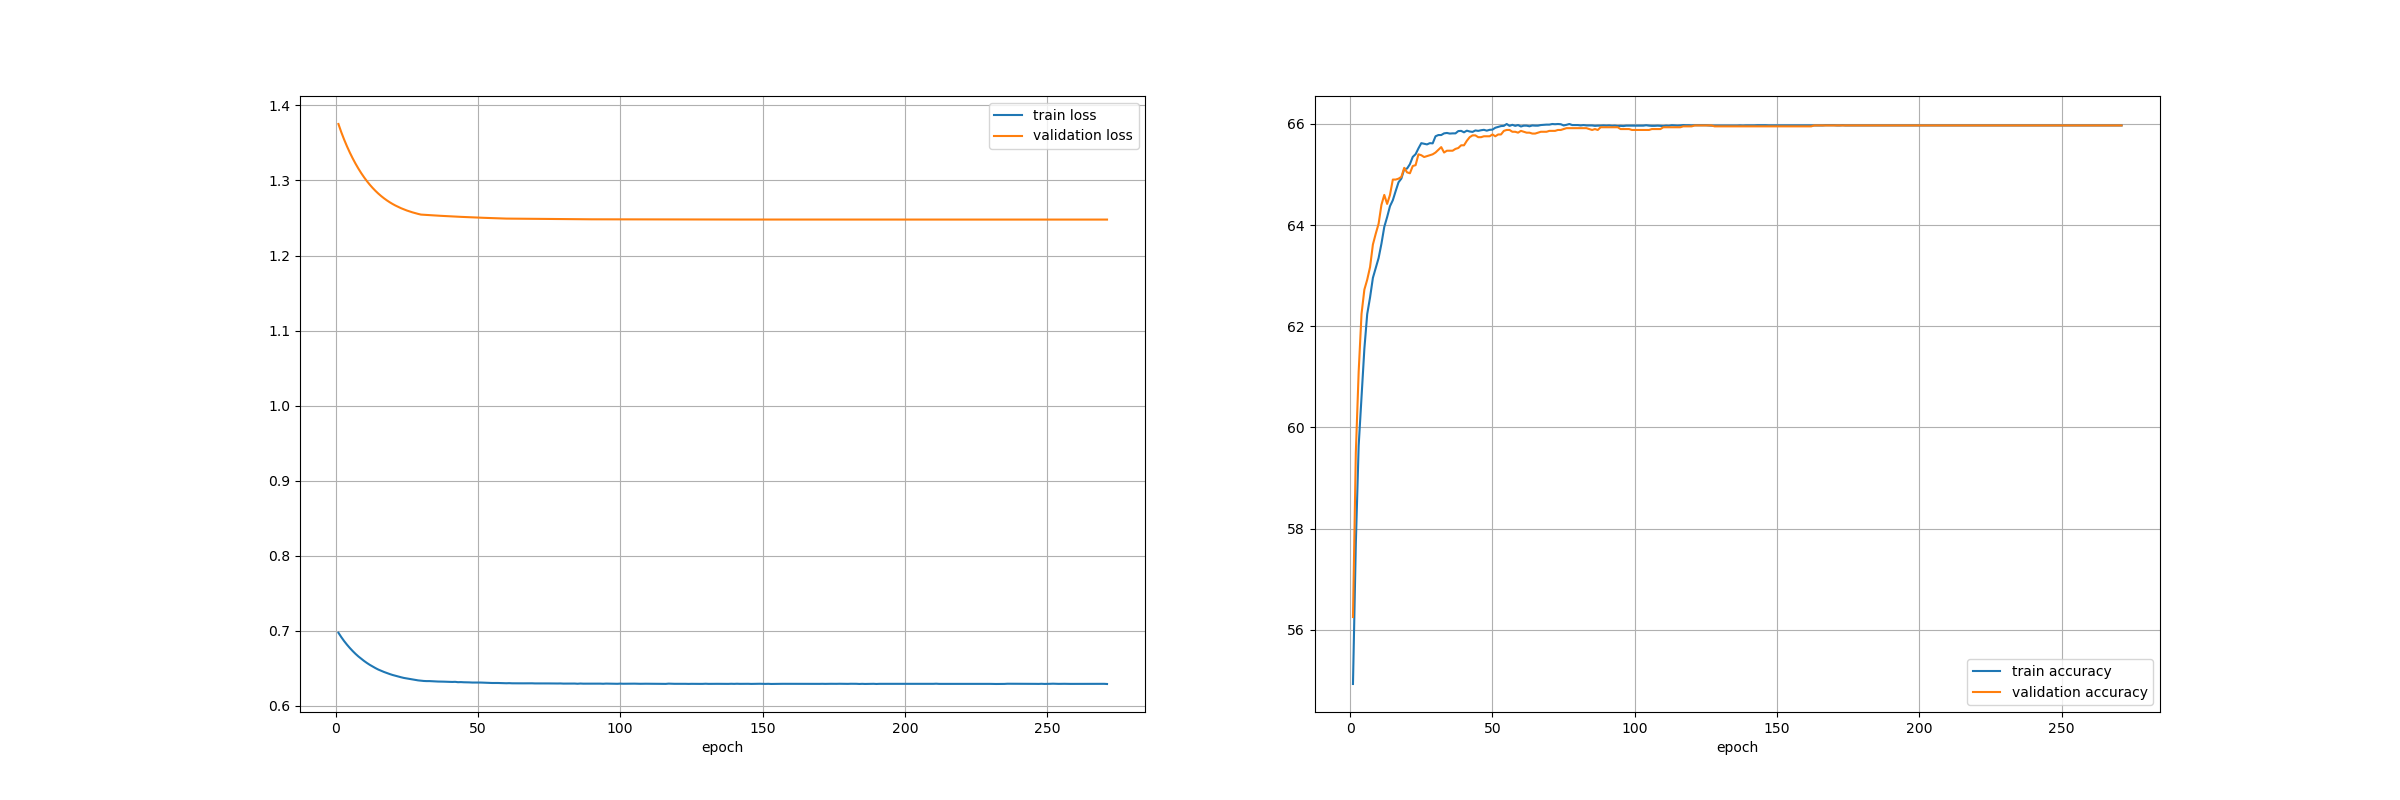 train loss
validation loss
1.4
1.3
1.2
1.1
1.0
0.9
0.8
0.7
0.6
0 50 100 150 200 250
epoch
66
64
62
60
58
56
train accuracy
validation accuracy
0 50 100 150 200 250
epoch